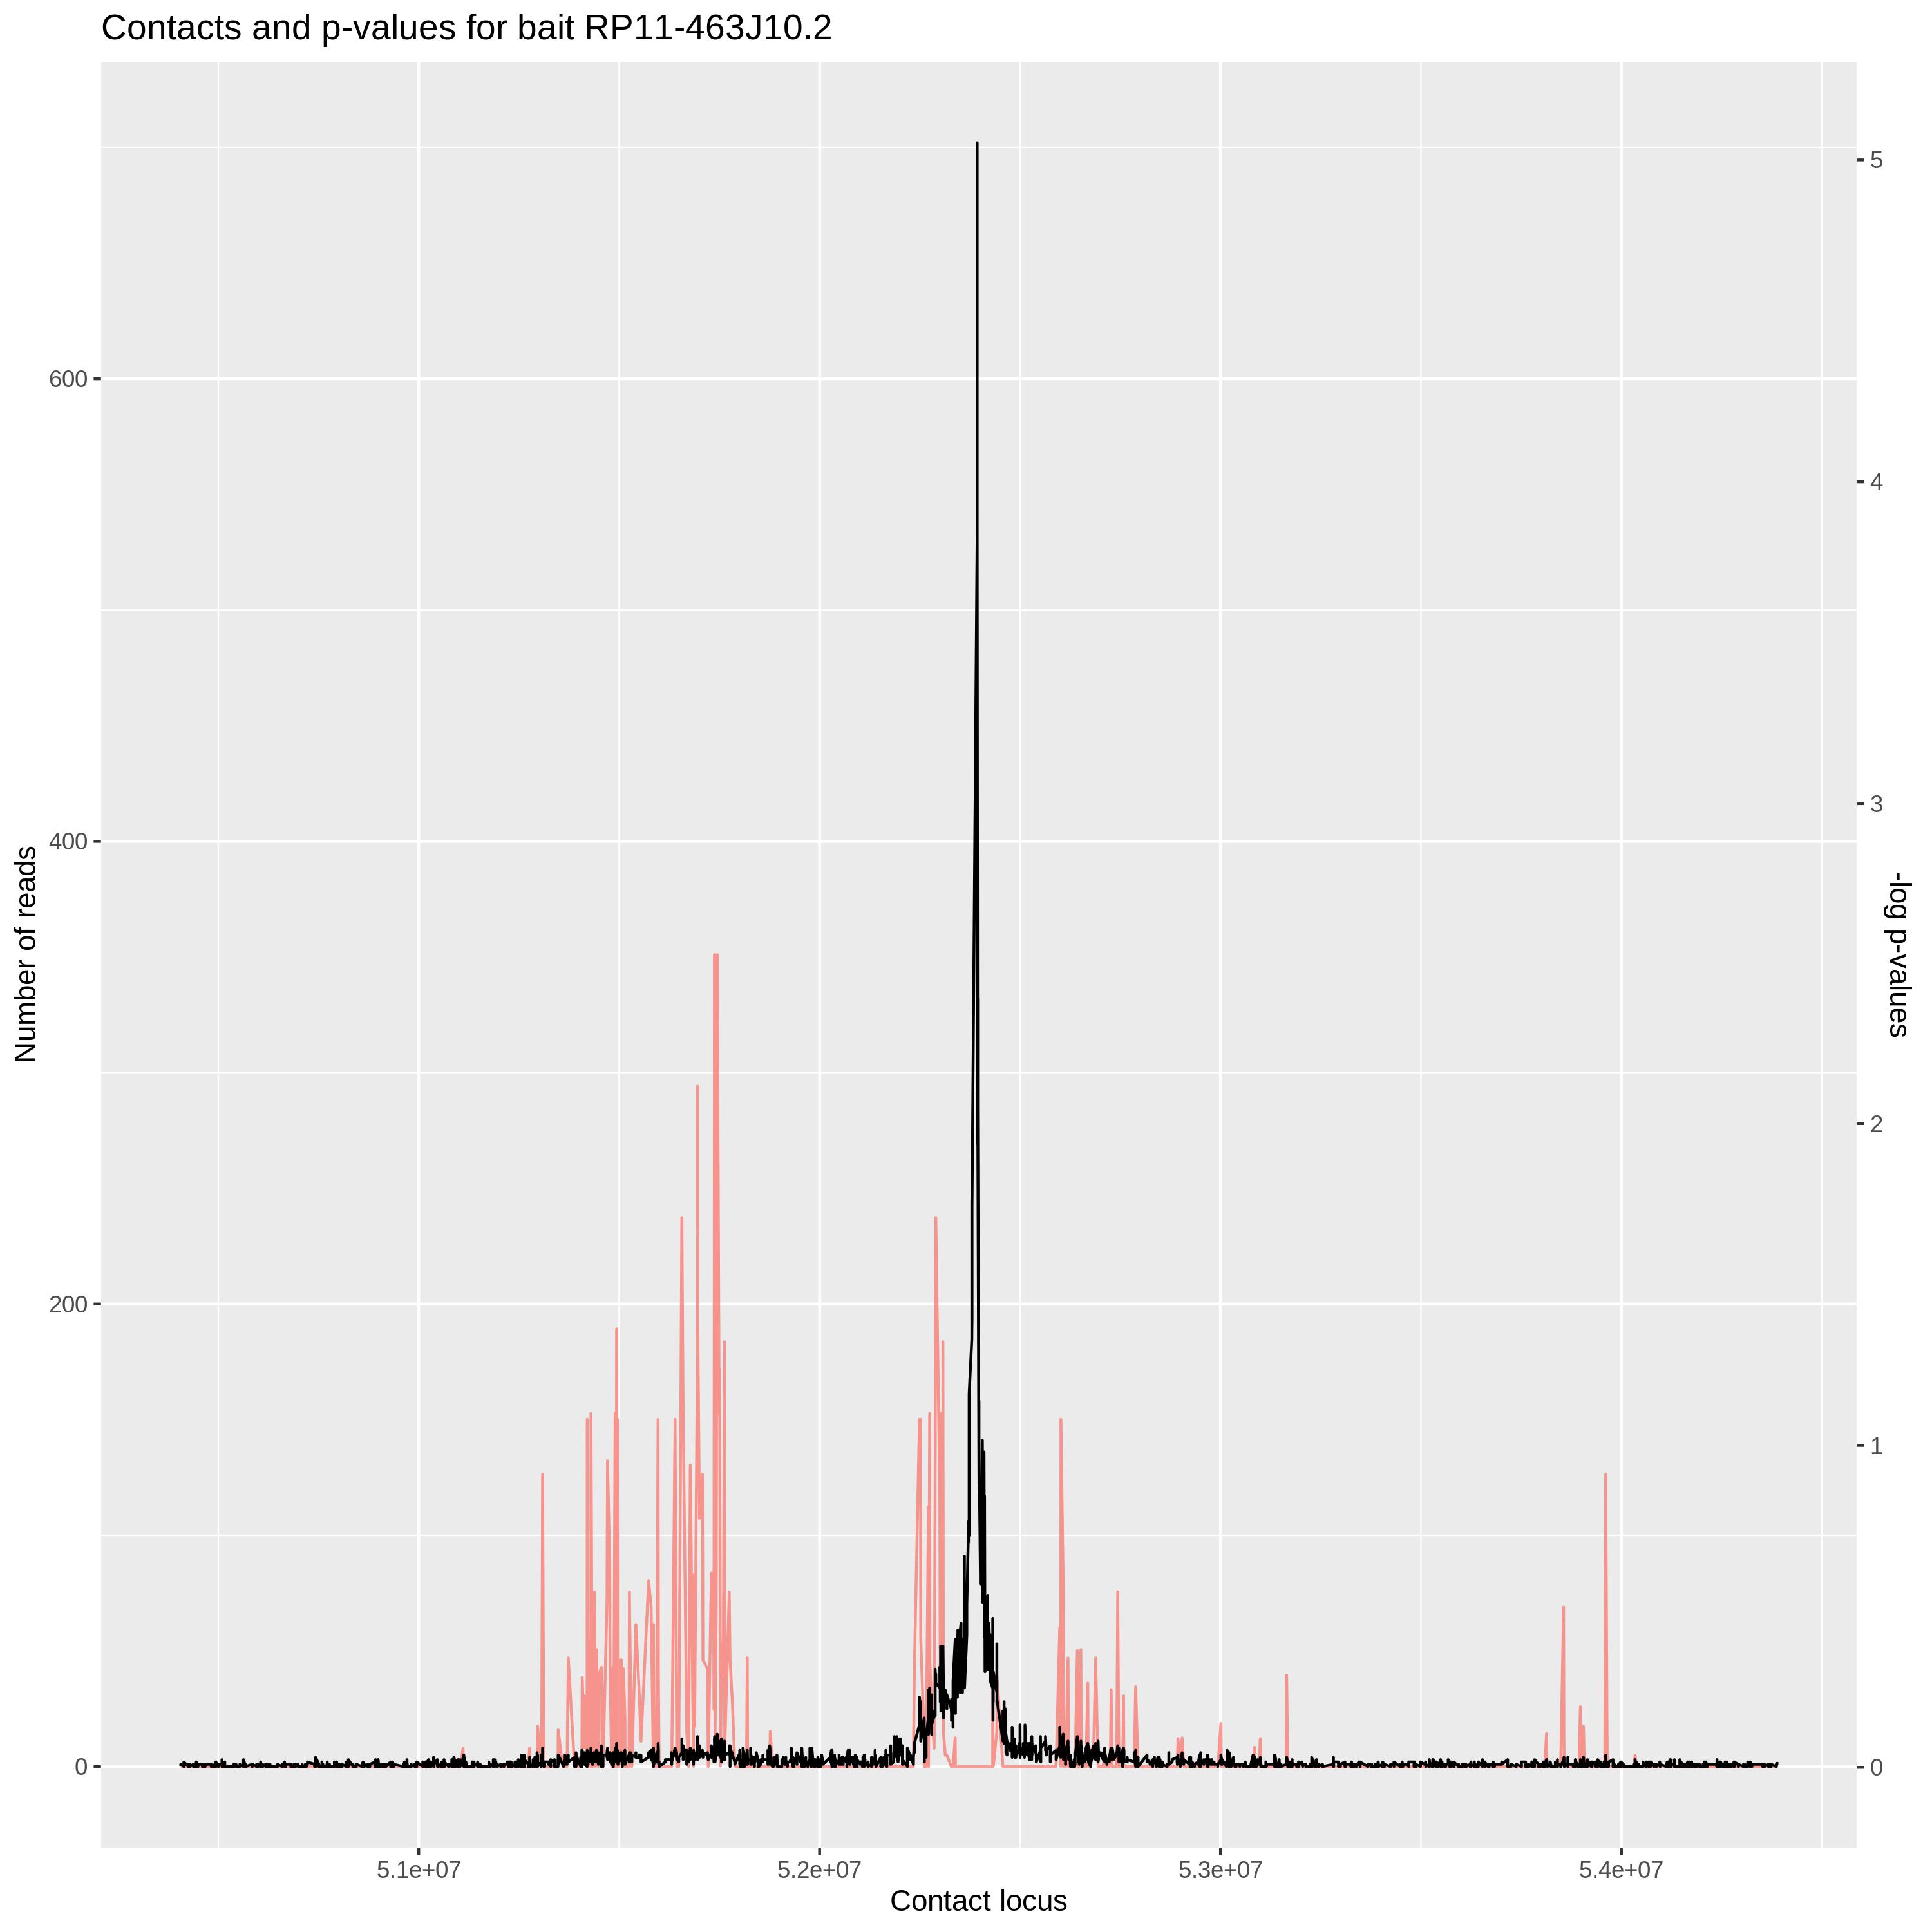 Contacts and p-values for bait RP11-463J10.2
600
400
200
0
Number of reads
5
4
3
2
1
0
-log p-values
5.1e+07
5.2e+07
5.3e+07
5.4e+07
Contact locus